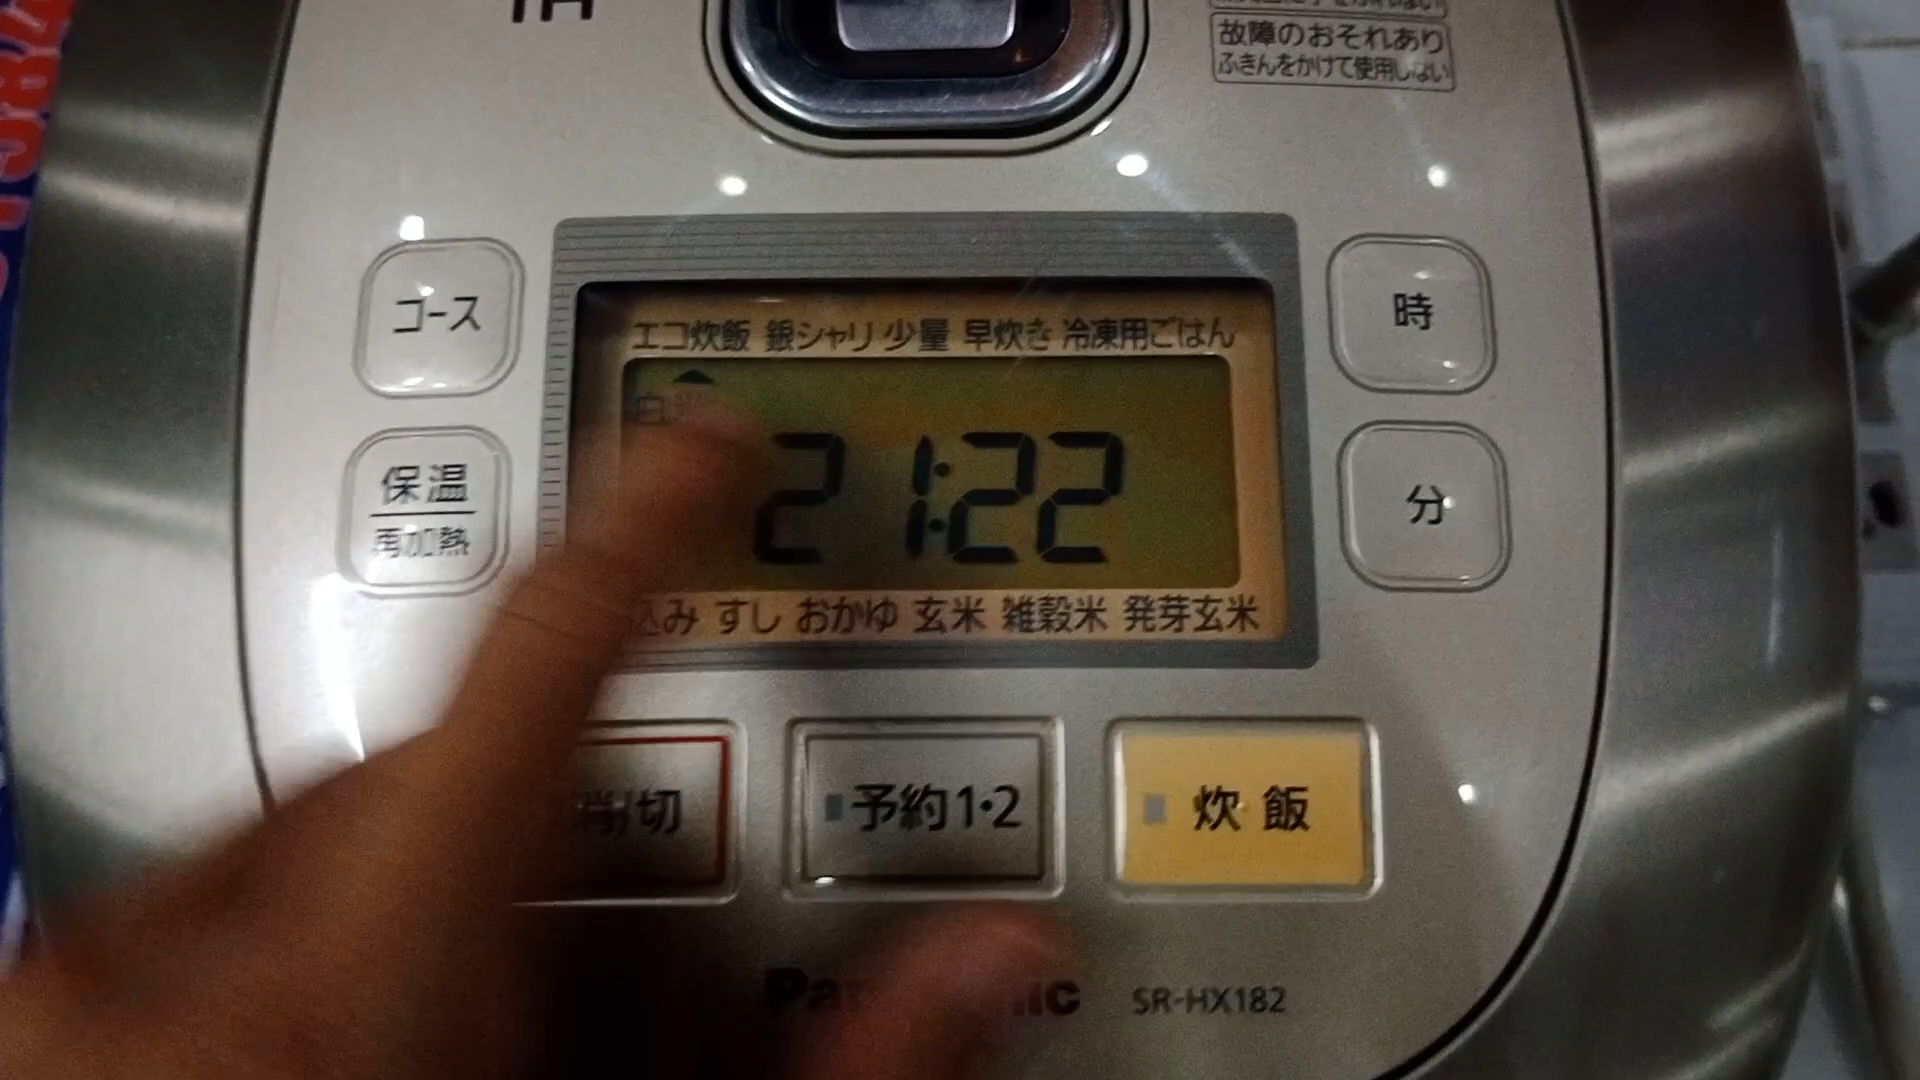 IH
故障のおそれあり
ふきんをかけて使用しない
コース
時
エコ炊飯 銀シャリ 少量 早炊き 冷凍用ごはん
21:22
保温
再加熱
分
込み すし おかゆ 玄米 雑穀米 発芽玄米
切
予約1・2
炊飯
Panasonic SR-HX182